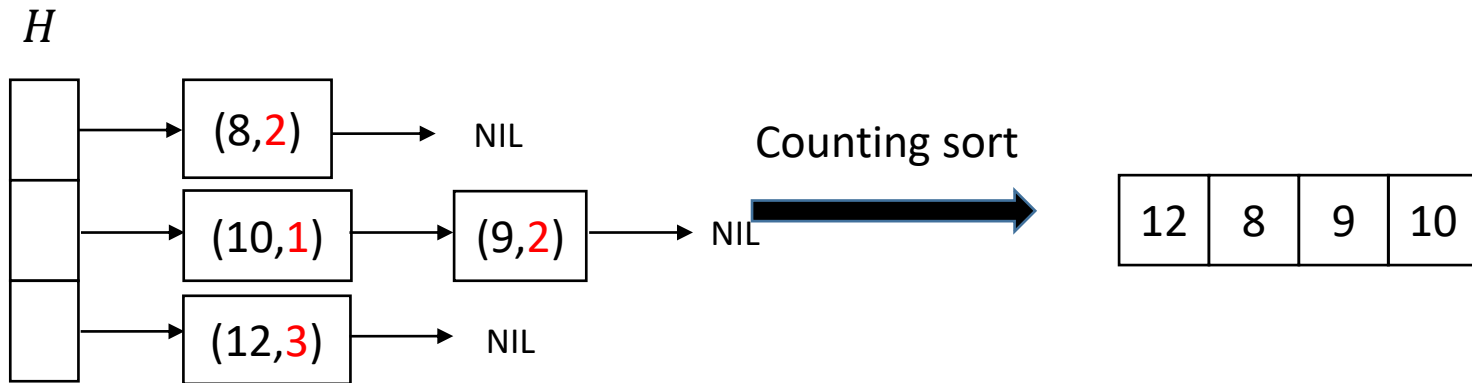 H
(8,2) NIL
Counting sort
(10,1) (9,2) NIL
12 8 9 10
(12,3) NIL